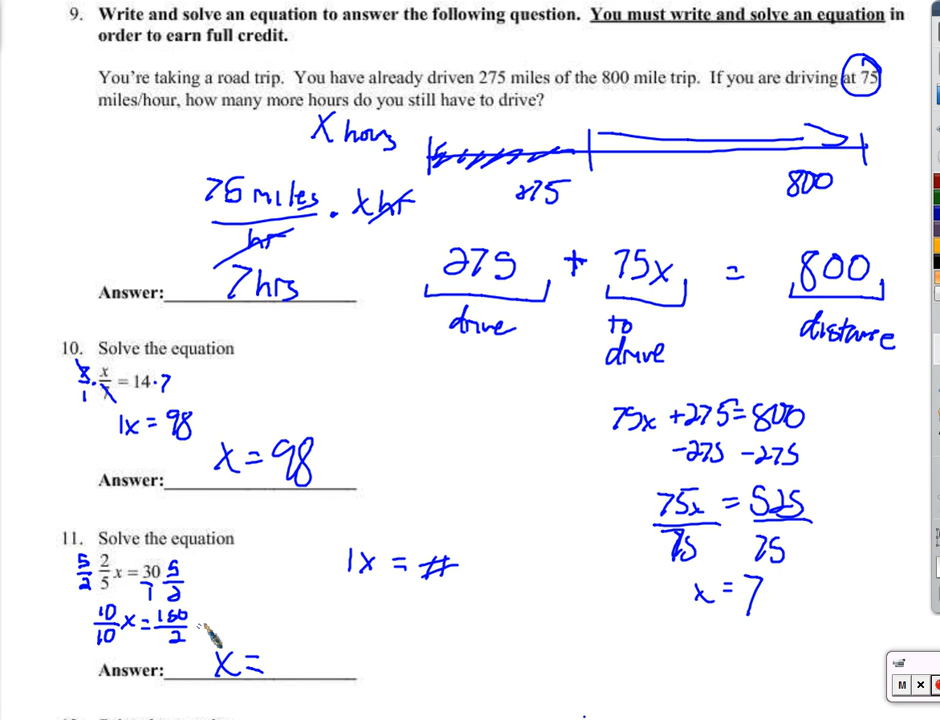 9. Write and solve an equation to answer the following question. You must write and solve an equation in
order to earn full credit.
You're taking a road trip. You have already driven 275 miles of the 800 mile trip. If you are driving at 75
miles/hour, how many more hours do you still have to drive?
X hours
275 800
75 miles/hr · x hr
275 + 75x = 800
drive to drive distance
Answer: 7 hrs
10. Solve the equation
x/7 = 14 · 7
1x = 98
x = 98
Answer:
75x + 275 = 800
-275 -275
75x/75 = 525/75
x = 7
11. Solve the equation
5/2 2/5 x = 30/1 5/2
1x = #
10/10 x = 150/2 =
Answer: x =
M X